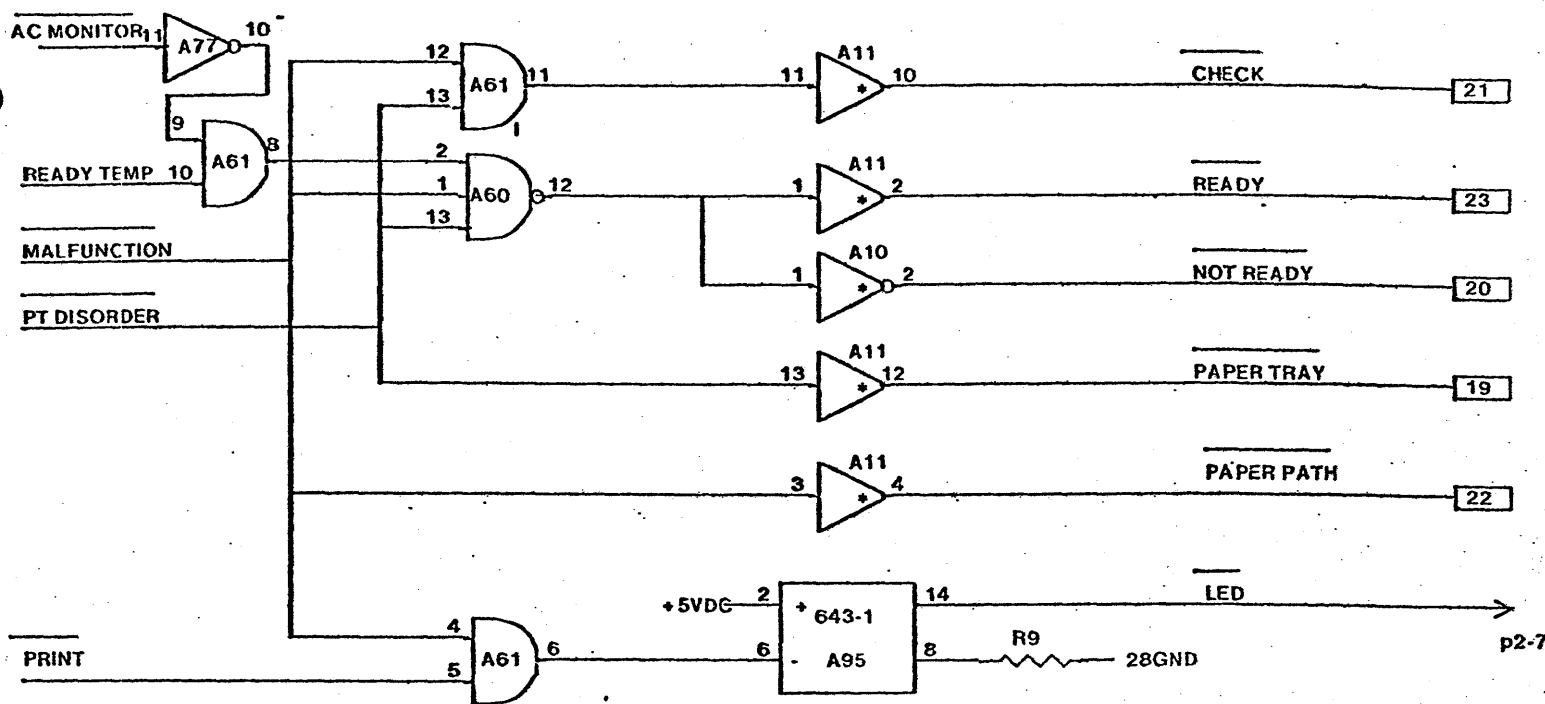 AC MONITOR 11 A77 10
12 A61 11
13
11 A11 * 10 CHECK 21
9
READY TEMP 10 A61 8
2
1 A60 12
13
1 A11 * 2 READY 23
MALFUNCTION
1 A10 * 2 NOT READY 20
PT DISORDER
13 A11 * 12 PAPER TRAY 19
3 A11 * 4 PAPER PATH 22
+5VDC 2 + 643-1 14 LED
p2-7
4
PRINT 5 A61 6
6 - A95 8 R9 28GND